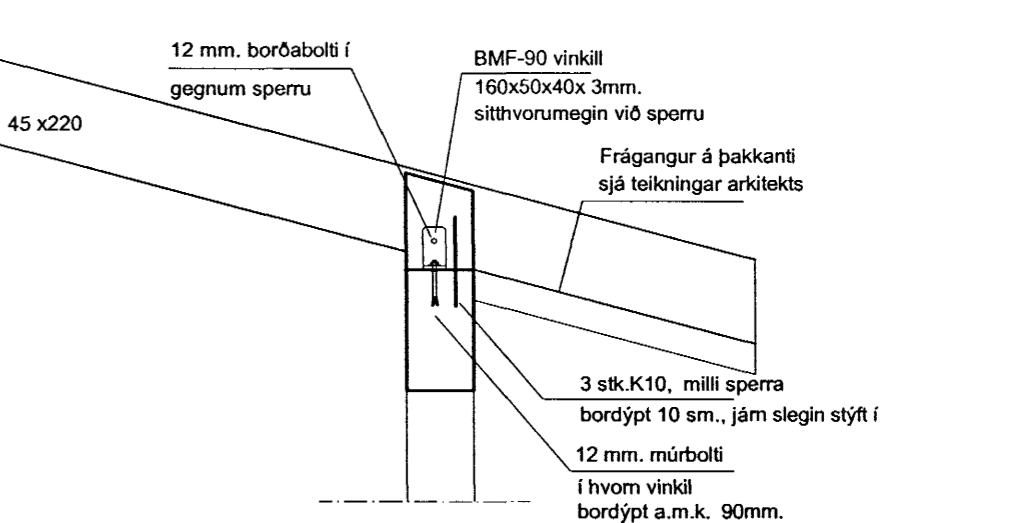 12 mm. borðabolti í
gegnum sperru
BMF-90 vinkill
160x50x40x 3mm.
sitthvorumegin við sperru
45 x220
Frágangur á þakkanti
sjá teikningar arkitekts
3 stk.K10, milli sperra
bordýpt 10 sm., járn slegin stýft í
12 mm. múrbolti
í hvorn vinkil
bordýpt a.m.k. 90mm.